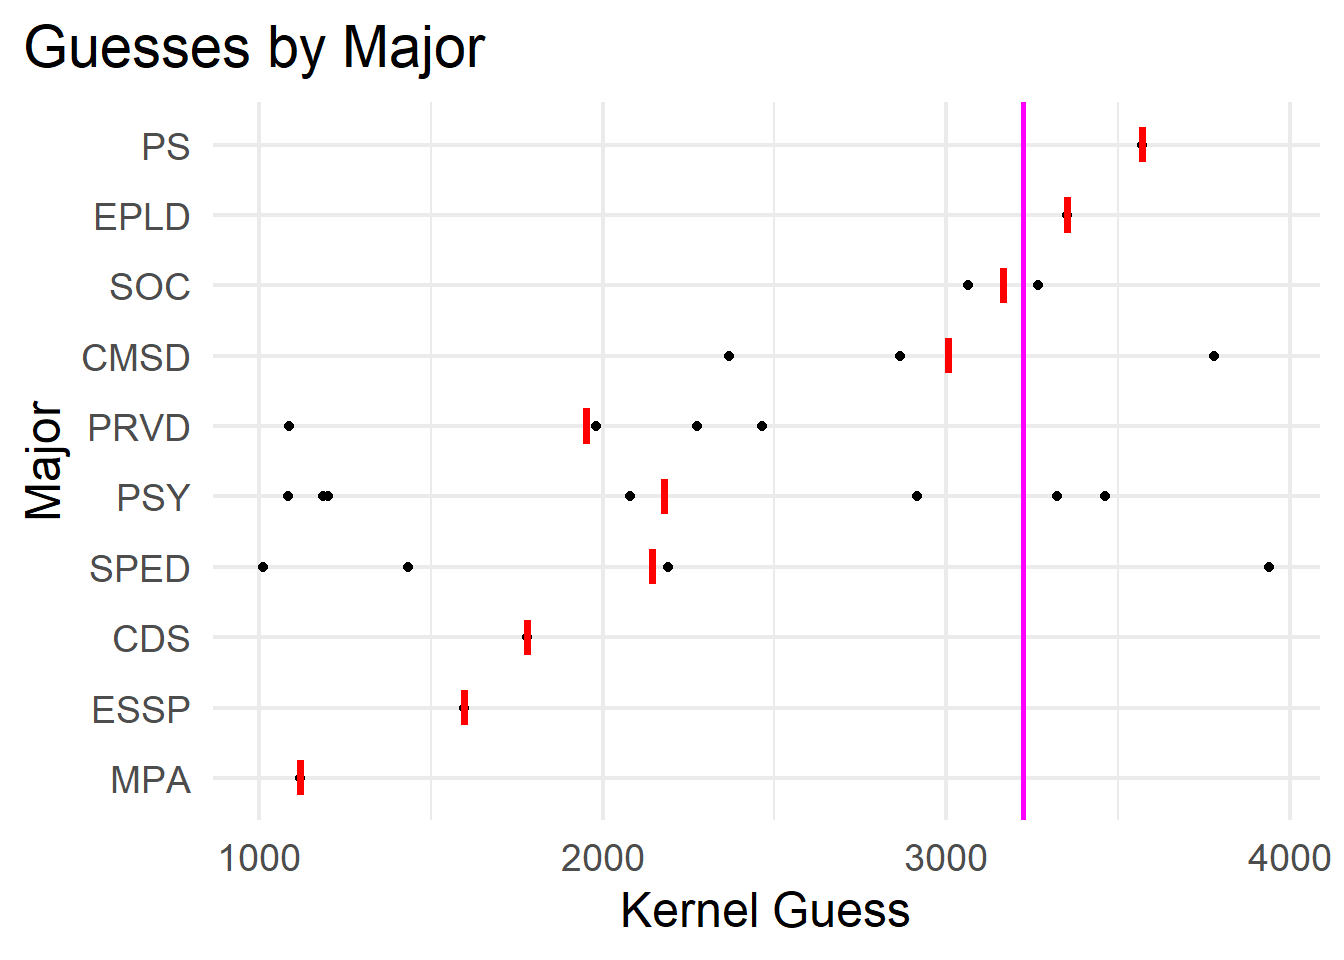 Guesses by Major
Major
PS
EPLD
SOC
CMSD
PRVD
PSY
SPED
CDS
ESSP
MPA
1000 2000 3000 4000
Kernel Guess